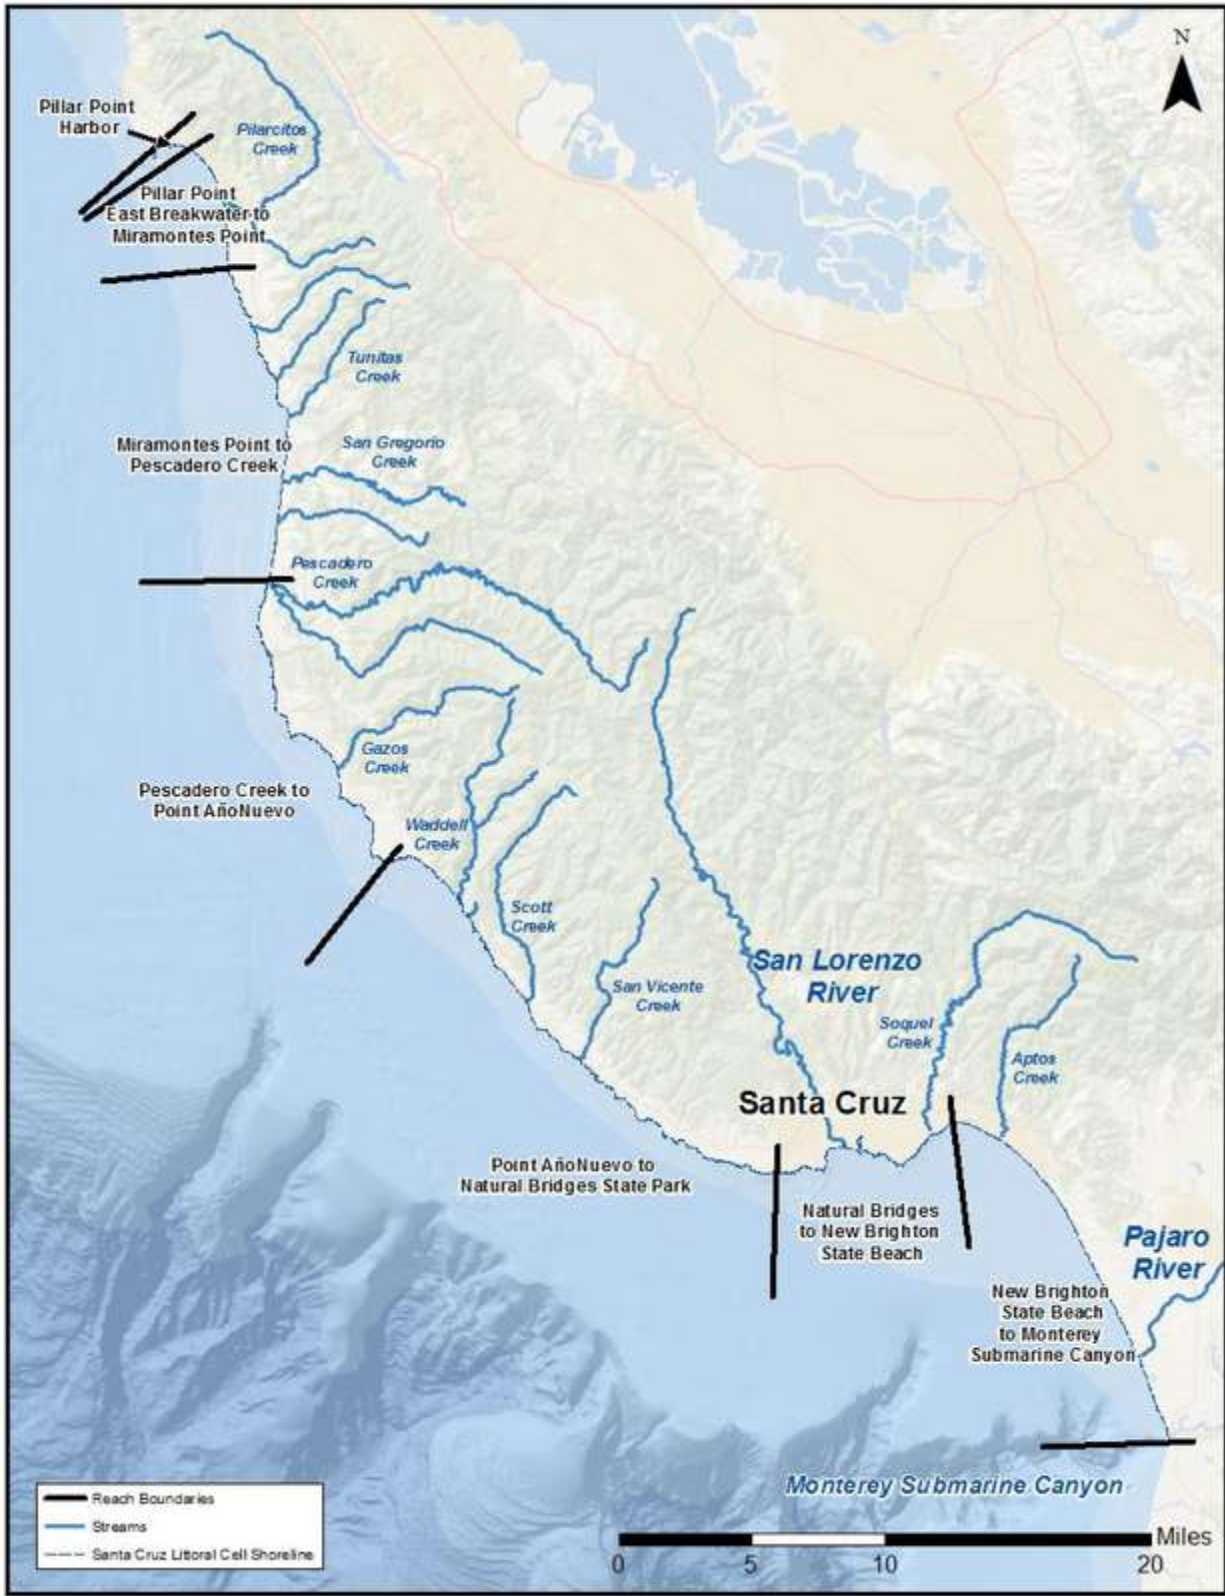 N
Pillar Point
Harbor
Pilarcitos
Creek
Pillar Point
East Breakwater to
Miramontes Point
Tunitas
Creek
Miramontes Point to
Pescadero Creek
San Gregorio
Creek
Pescadero
Creek
Gazos
Creek
Pescadero Creek to
Point AñoNuevo
Waddell
Creek
Scott
Creek
San Vicente
Creek
San Lorenzo
River
Soquel
Creek
Aptos
Creek
Santa Cruz
Point AñoNuevo to
Natural Bridges State Park
Natural Bridges
to New Brighton
State Beach
Pajaro
River
New Brighton
State Beach
to Monterey
Submarine Canyon
Monterey Submarine Canyon
Reach Boundaries
Streams
Santa Cruz Littoral Cell Shoreline
Miles
0 5 10 20